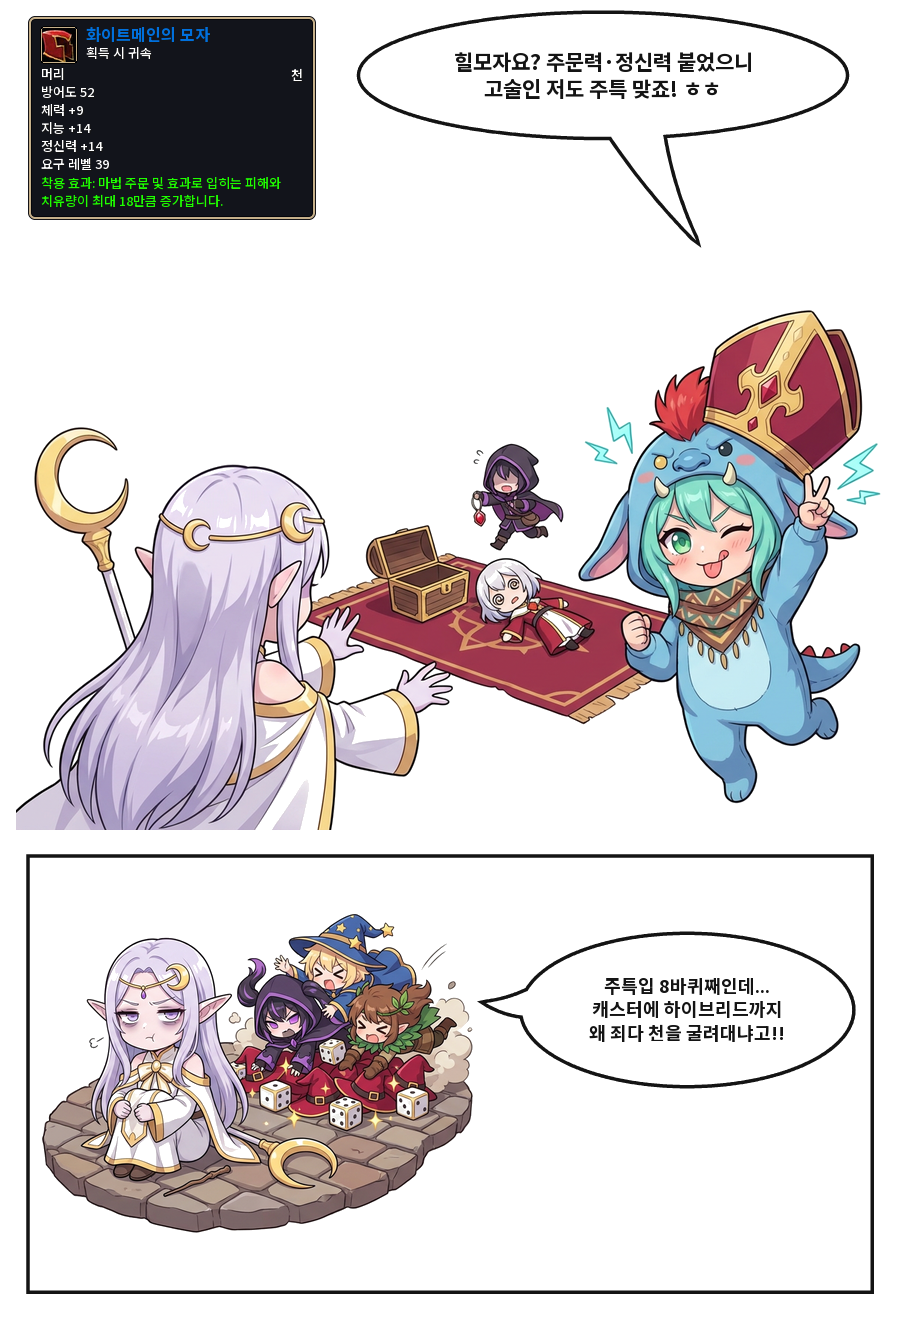 화이트메인의 모자
획득 시 귀속
머리 천
방어도 52
체력 +9
지능 +14
정신력 +14
요구 레벨 39
착용 효과: 마법 주문 및 효과로 입히는 피해와
치유량이 최대 18만큼 증가합니다.
힐모자요? 주문력·정신력 붙었으니
고술인 저도 주특 맞죠! ㅎㅎ
주특입 8바퀴째인데...
캐스터에 하이브리드까지
왜 죄다 천을 굴려대냐고!!